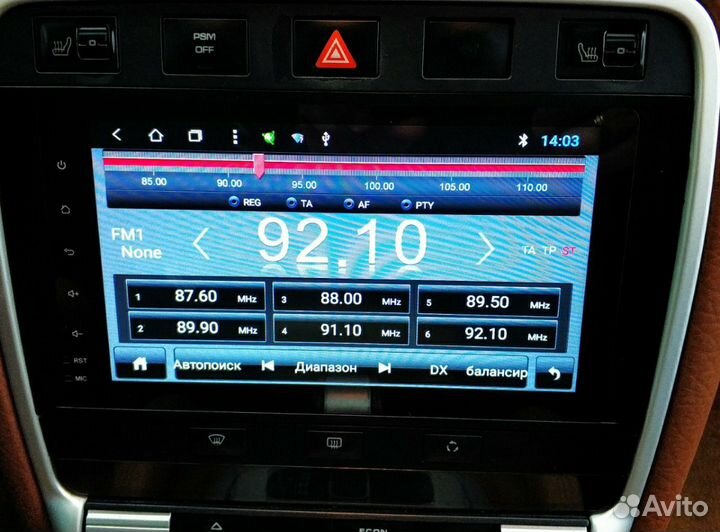 PSM
OFF
14:03
85.00 90.00 95.00 100.00 105.00 110.00
REG TA AF PTY
FM1
None
92.10
TA TP ST
1 87.60 MHz
3 88.00 MHz
5 89.50 MHz
2 89.90 MHz
4 91.10 MHz
6 92.10 MHz
Автопоиск Диапазон DX балансир
RST
MIC
ECON
Avito